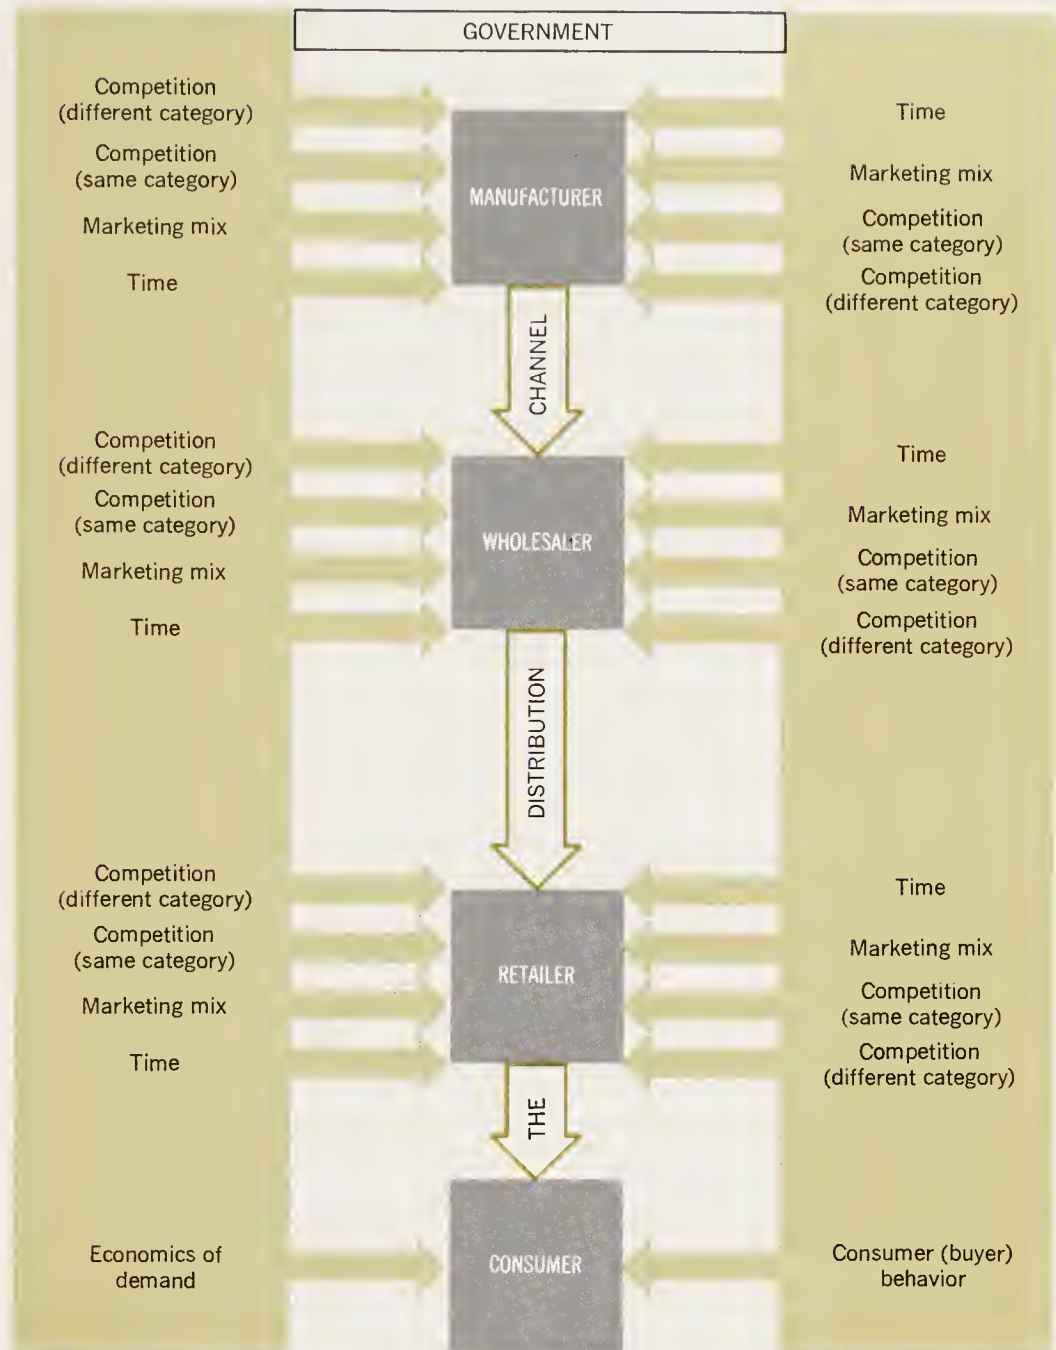 GOVERNMENT
Competition
(different category)
Competition
(same category)
Marketing mix
Time
MANUFACTURER
Time
Marketing mix
Competition
(same category)
Competition
(different category)
CHANNEL
Competition
(different category)
Competition
(same category)
Marketing mix
Time
WHOLESALER
Time
Marketing mix
Competition
(same category)
Competition
(different category)
DISTRIBUTION
Competition
(different category)
Competition
(same category)
Marketing mix
Time
RETAILER
Time
Marketing mix
Competition
(same category)
Competition
(different category)
THE
Economics of
demand
CONSUMER
Consumer (buyer)
behavior